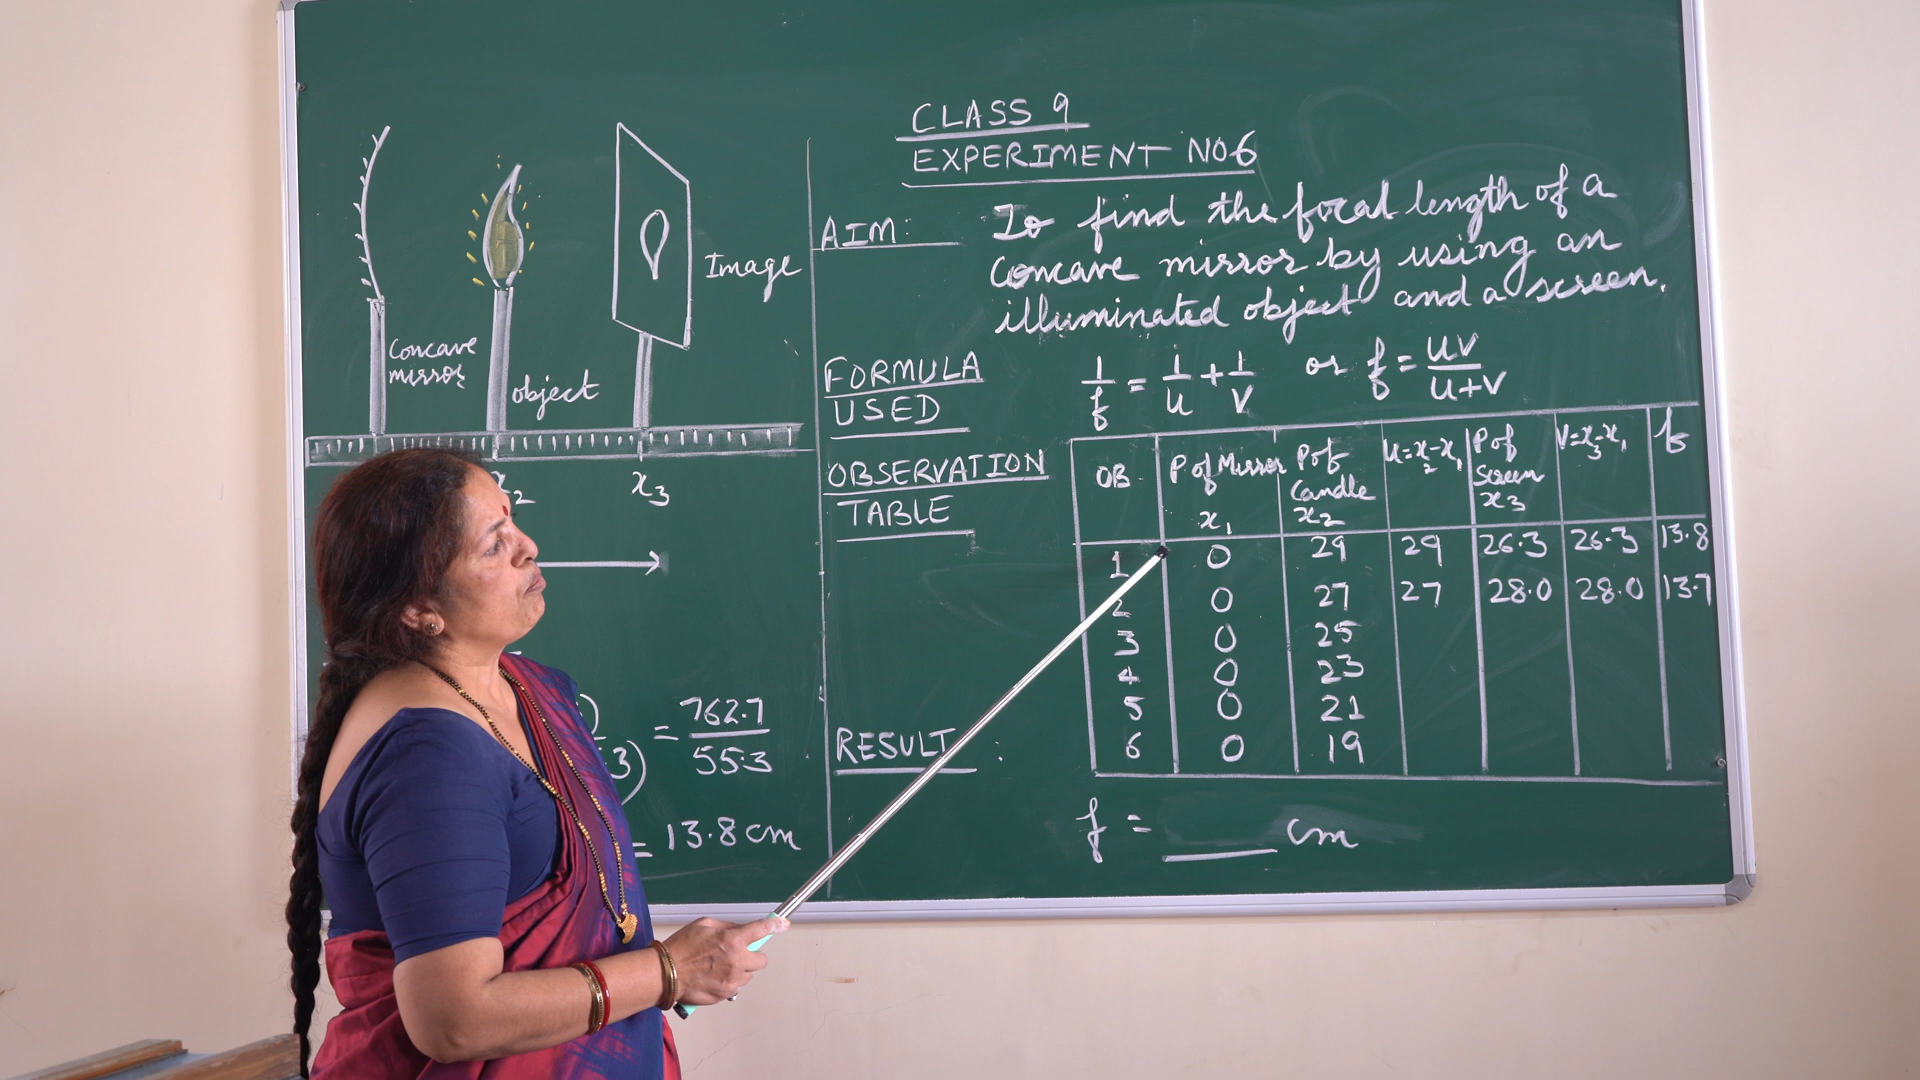 CLASS 9
EXPERIMENT NO 6
AIM: To find the focal length of a
concave mirror by using an
illuminated object and a screen.
Image
Concave
mirror
object
x₂ x₃
FORMULA
USED
1/f = 1/u + 1/v or f = uv/u+v
OBSERVATION
TABLE
OB. P of Mirror x₁ P of Candle x₂ u=x₂-x₁ P of Screen x₃ V=x₃-x₁ f
1 0 29 29 26.3 26.3 13.8
2 0 27 27 28.0 28.0 13.7
3 0 25
4 0 23
5 0 21
6 0 19
= 762.7/55.3
3)
= 13.8 cm
RESULT :
f = ____ cm